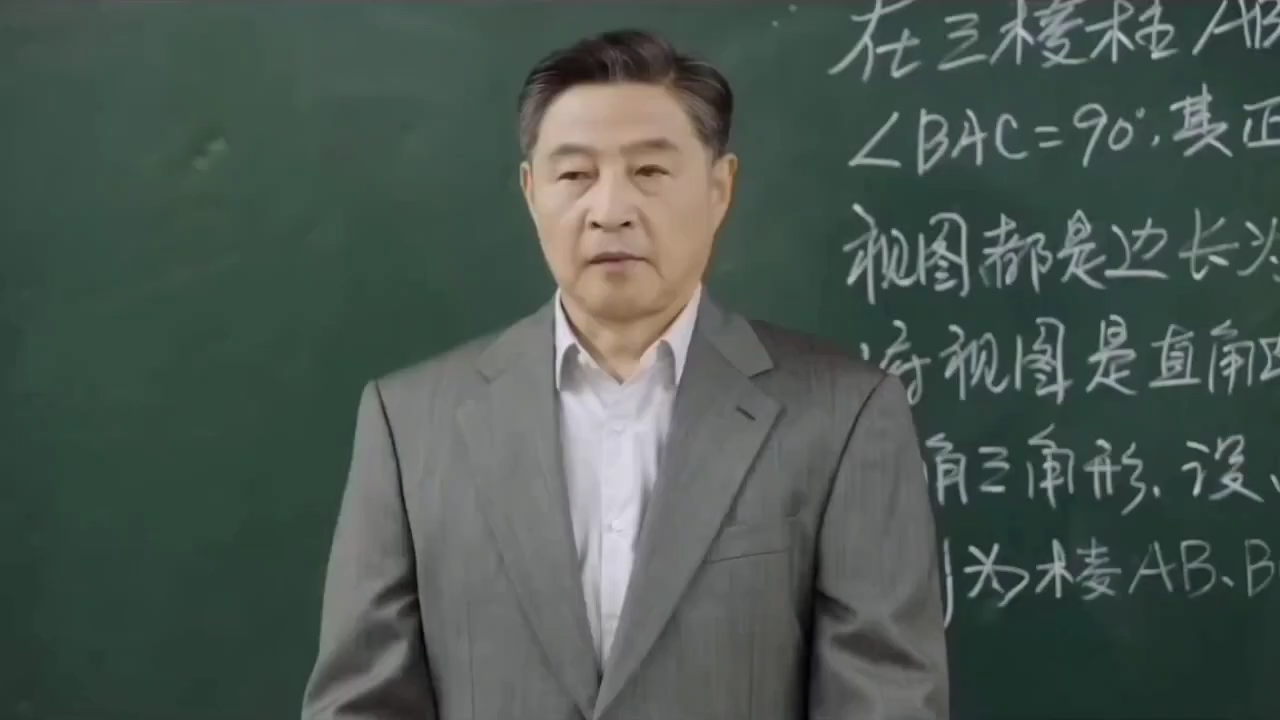 在三棱柱AB
∠BAC=90°,其正
视图都是边长为
俯视图是直角
角三角形、设、
为棱AB、B